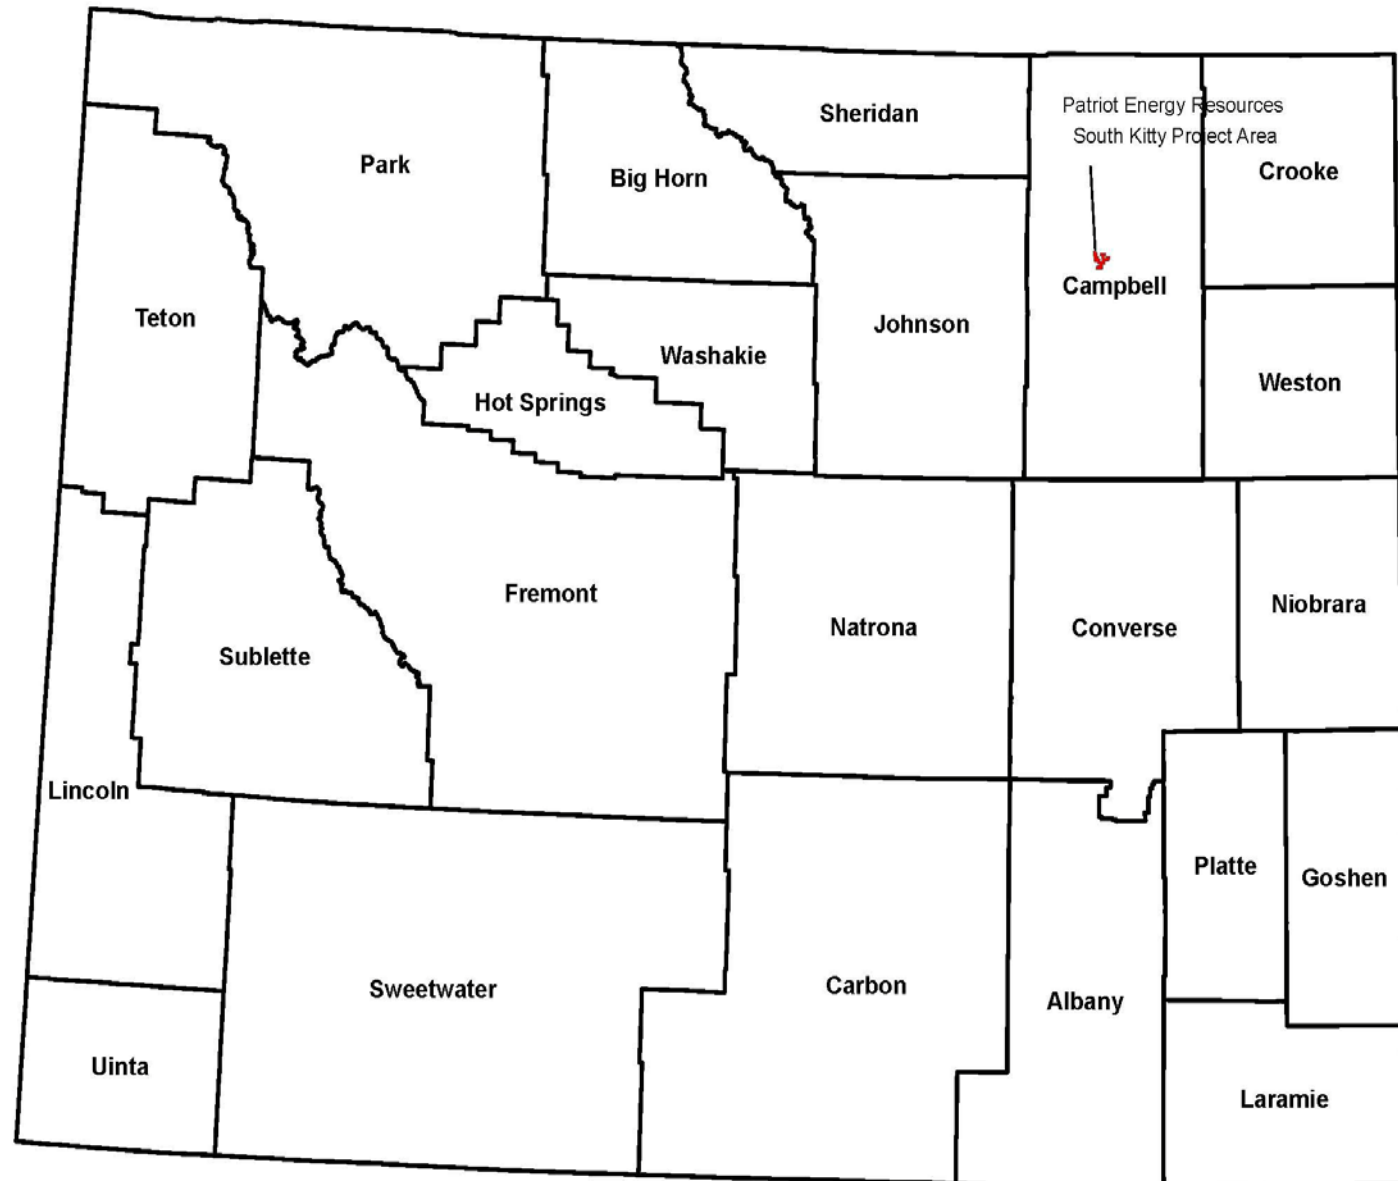 Patriot Energy Resources
South Kitty Project Area
Sheridan
Park
Big Horn
Crooke
Campbell
Teton
Johnson
Washakie
Weston
Hot Springs
Fremont
Natrona
Converse
Niobrara
Sublette
Lincoln
Platte
Goshen
Sweetwater
Carbon
Albany
Uinta
Laramie